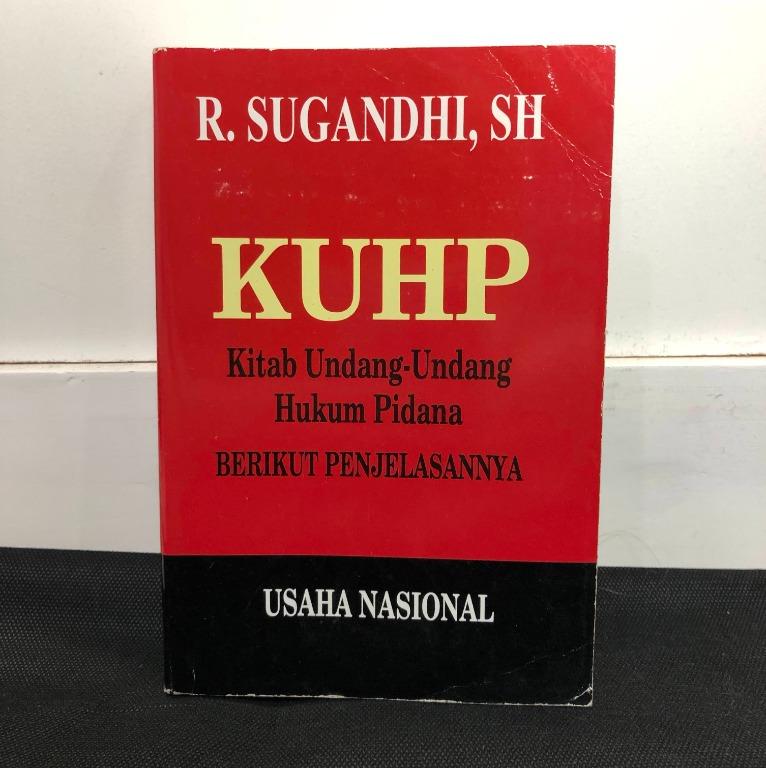 R. SUGANDHI, SH
KUHP
Kitab Undang-Undang
Hukum Pidana
BERIKUT PENJELASANNYA
USAHA NASIONAL